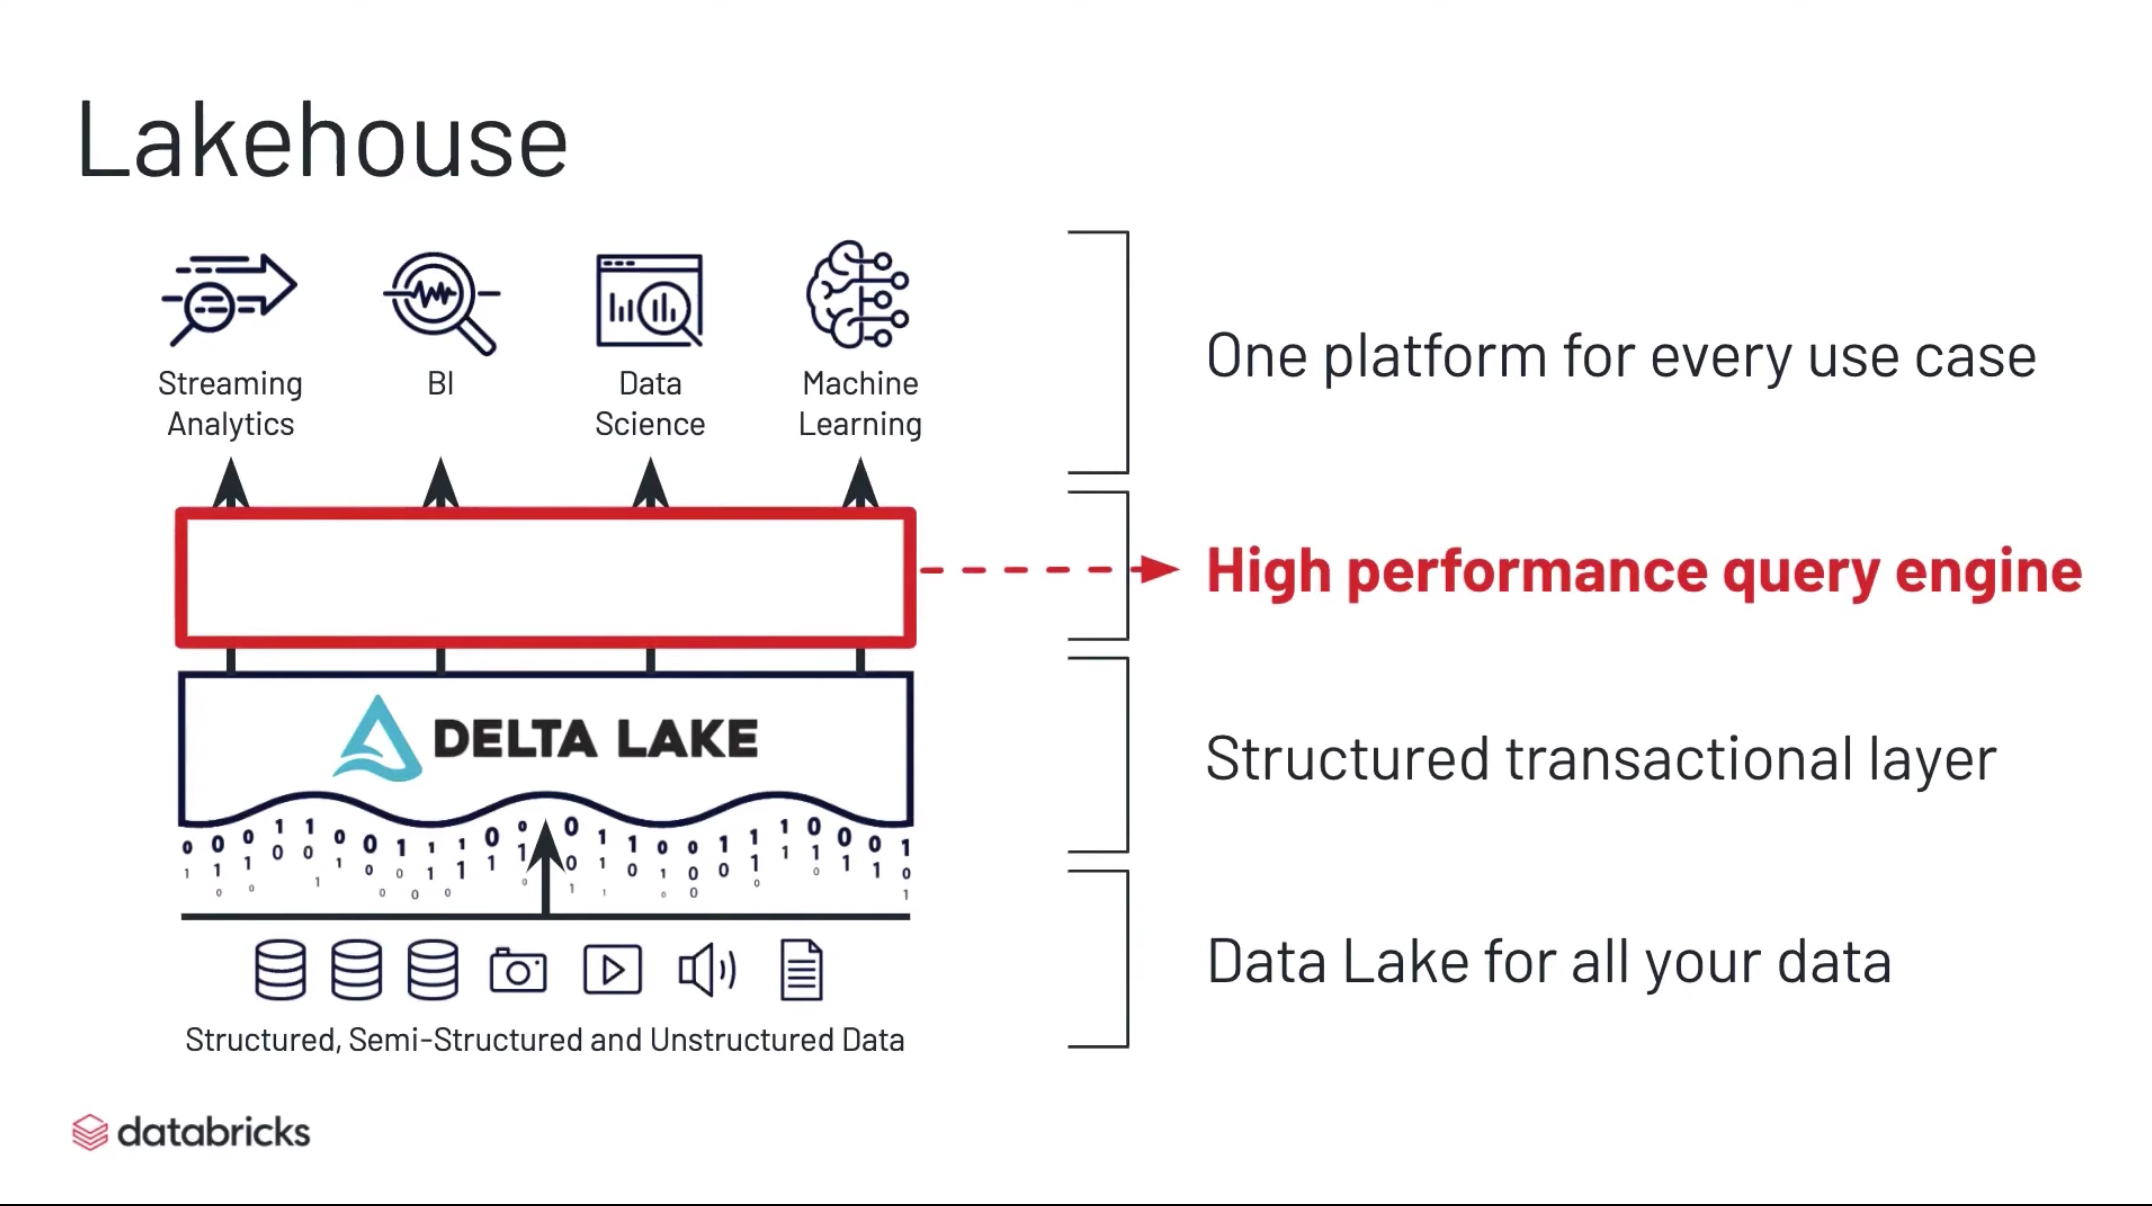 Lakehouse
Streaming
Analytics
BI
Data
Science
Machine
Learning
One platform for every use case
High performance query engine
DELTA LAKE
Structured transactional layer
Structured, Semi-Structured and Unstructured Data
Data Lake for all your data
databricks